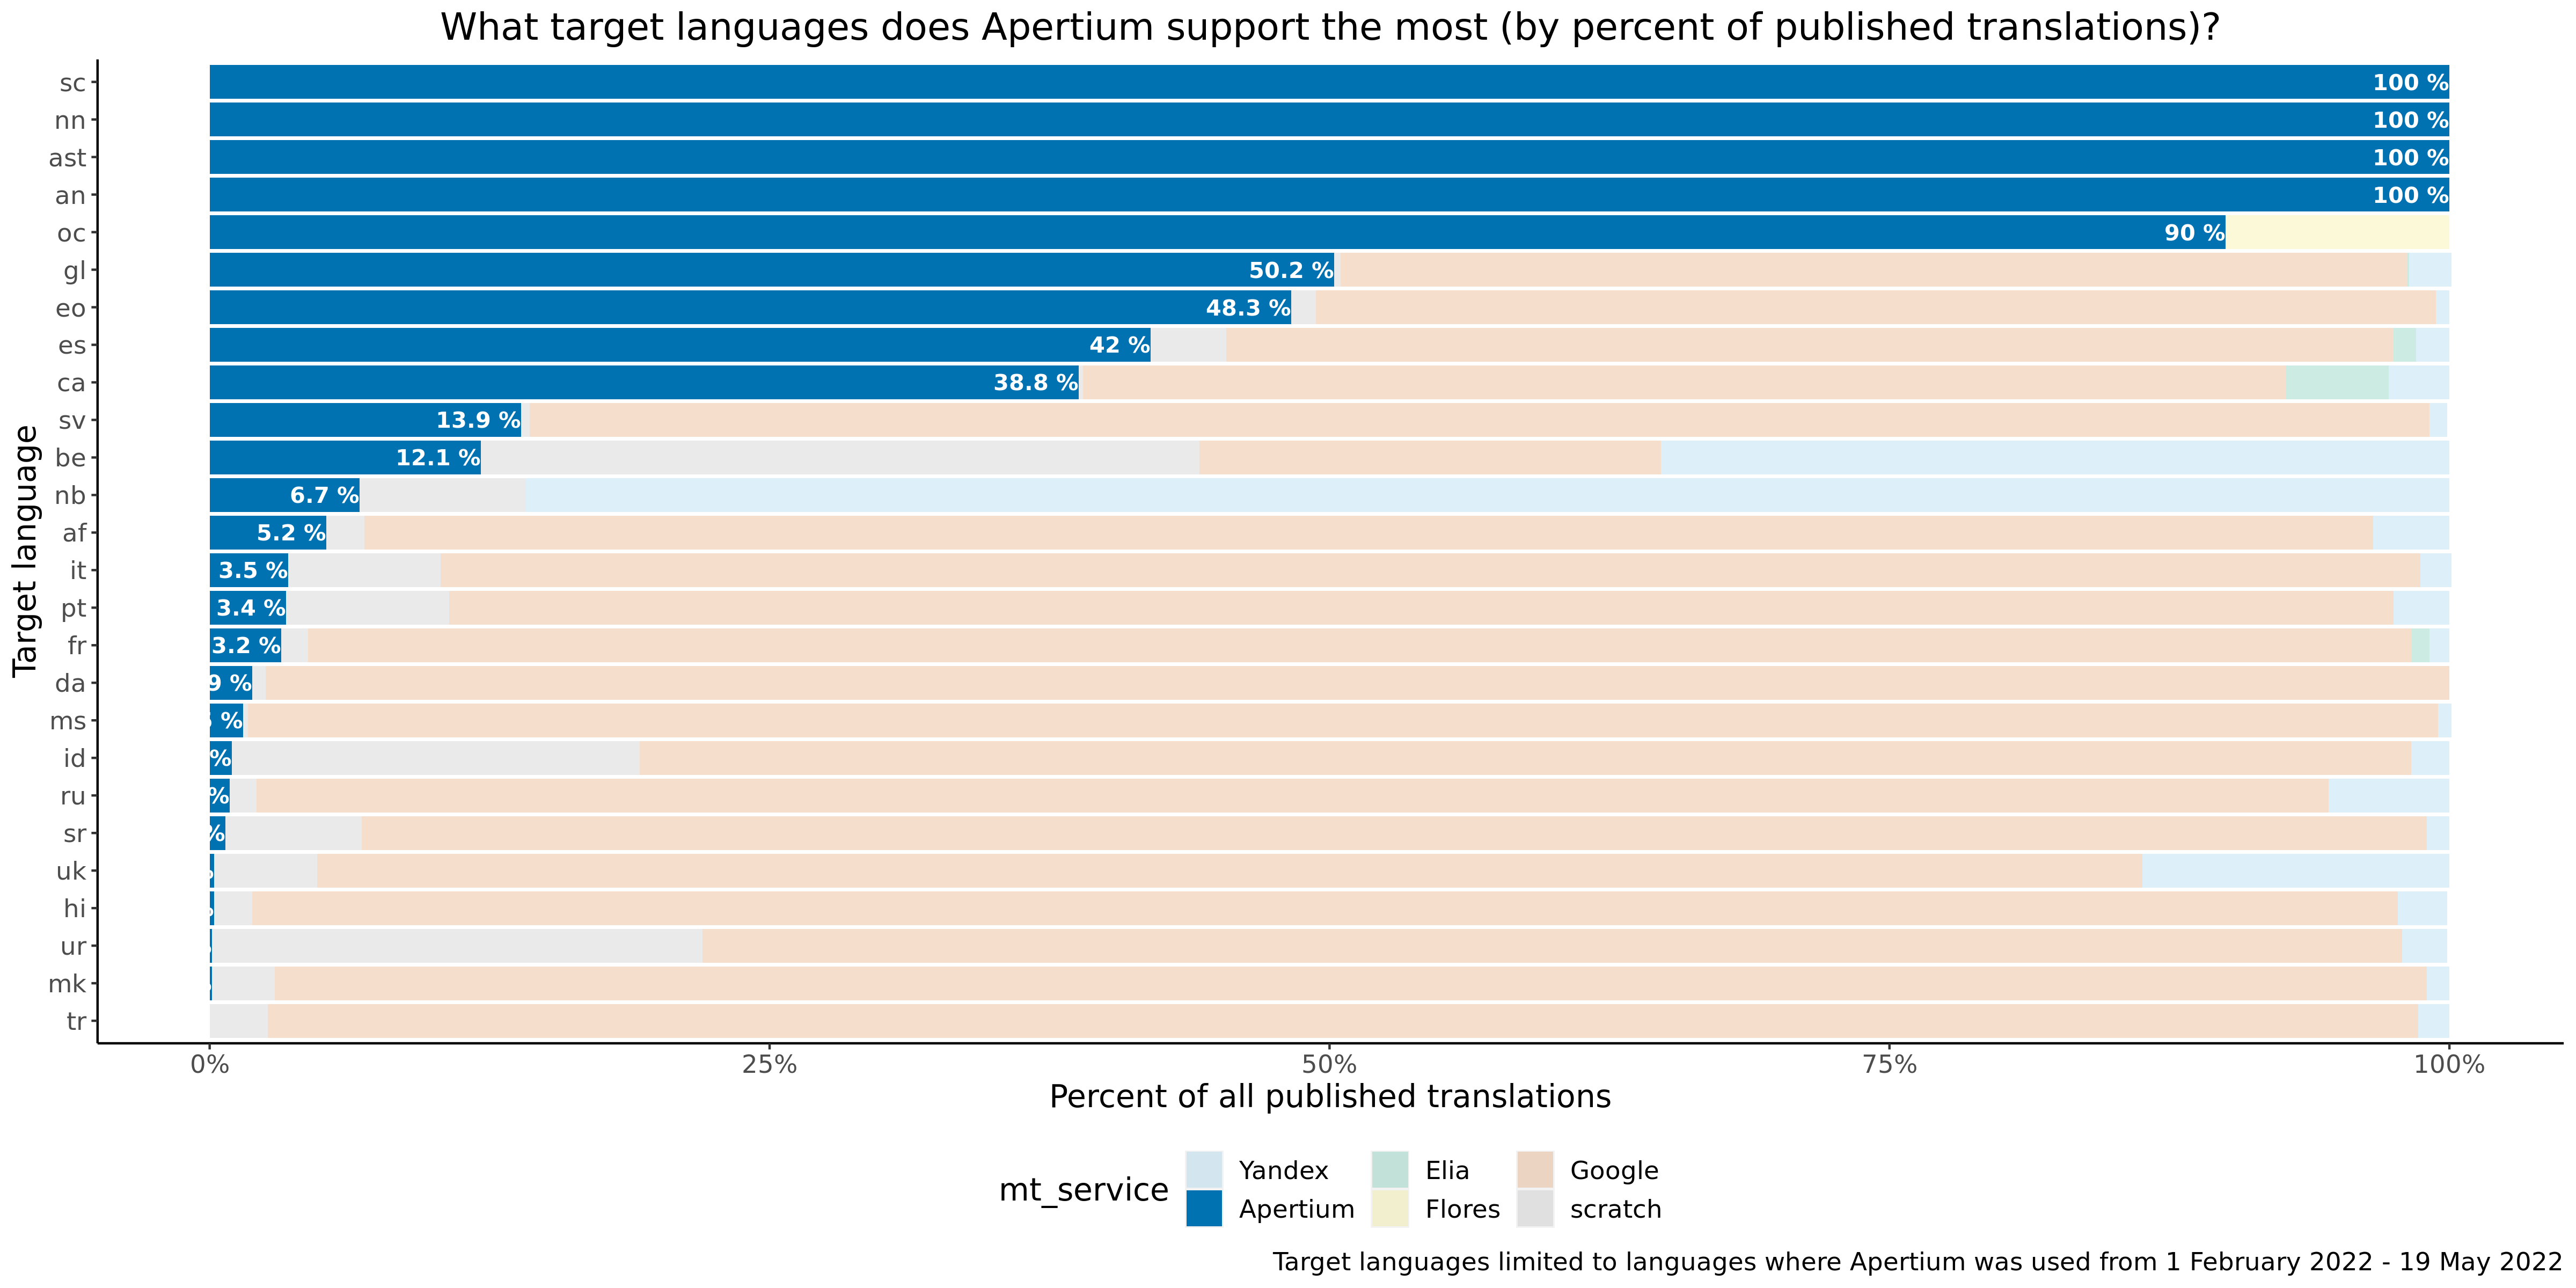 What target languages does Apertium support the most (by percent of published translations)?
Target language
sc 100 %
nn 100 %
ast 100 %
an 100 %
oc 90 %
gl 50.2 %
eo 48.3 %
es 42 %
ca 38.8 %
sv 13.9 %
be 12.1 %
nb 6.7 %
af 5.2 %
it 3.5 %
pt 3.4 %
fr 3.2 %
da 9 %
ms %
id %
ru %
sr %
uk
hi
ur
mk
tr
0% 25% 50% 75% 100%
Percent of all published translations
mt_service
Yandex Elia Google
Apertium Flores scratch
Target languages limited to languages where Apertium was used from 1 February 2022 - 19 May 2022